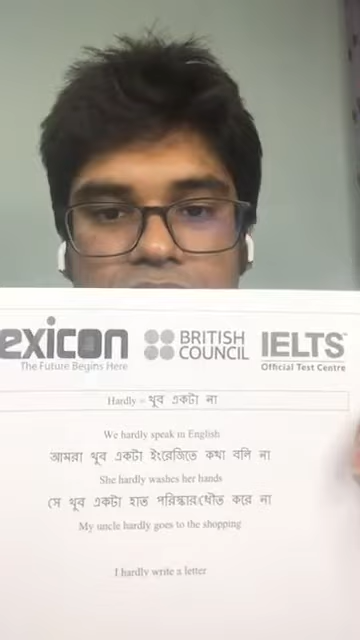 exicon
The Future Begins Here
BRITISH COUNCIL
IELTS™
Official Test Centre
Hardly = খুব একটা না
We hardly speak in English
আমরা খুব একটা ইংরেজিতে কথা বলি না
She hardly washes her hands
সে খুব একটা হাত পরিস্কার/ধৌত করে না
My uncle hardly goes to the shopping
I hardly write a letter